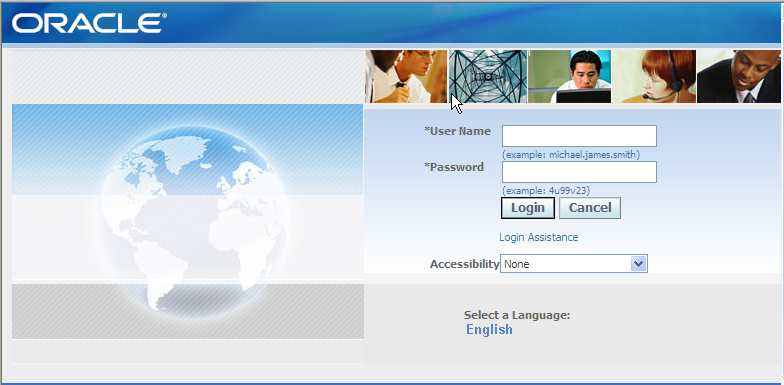 ORACLE®
*User Name
(example: michael.james.smith)
*Password
(example: 4u99v23)
Login Cancel
Login Assistance
Accessibility None
Select a Language:
English